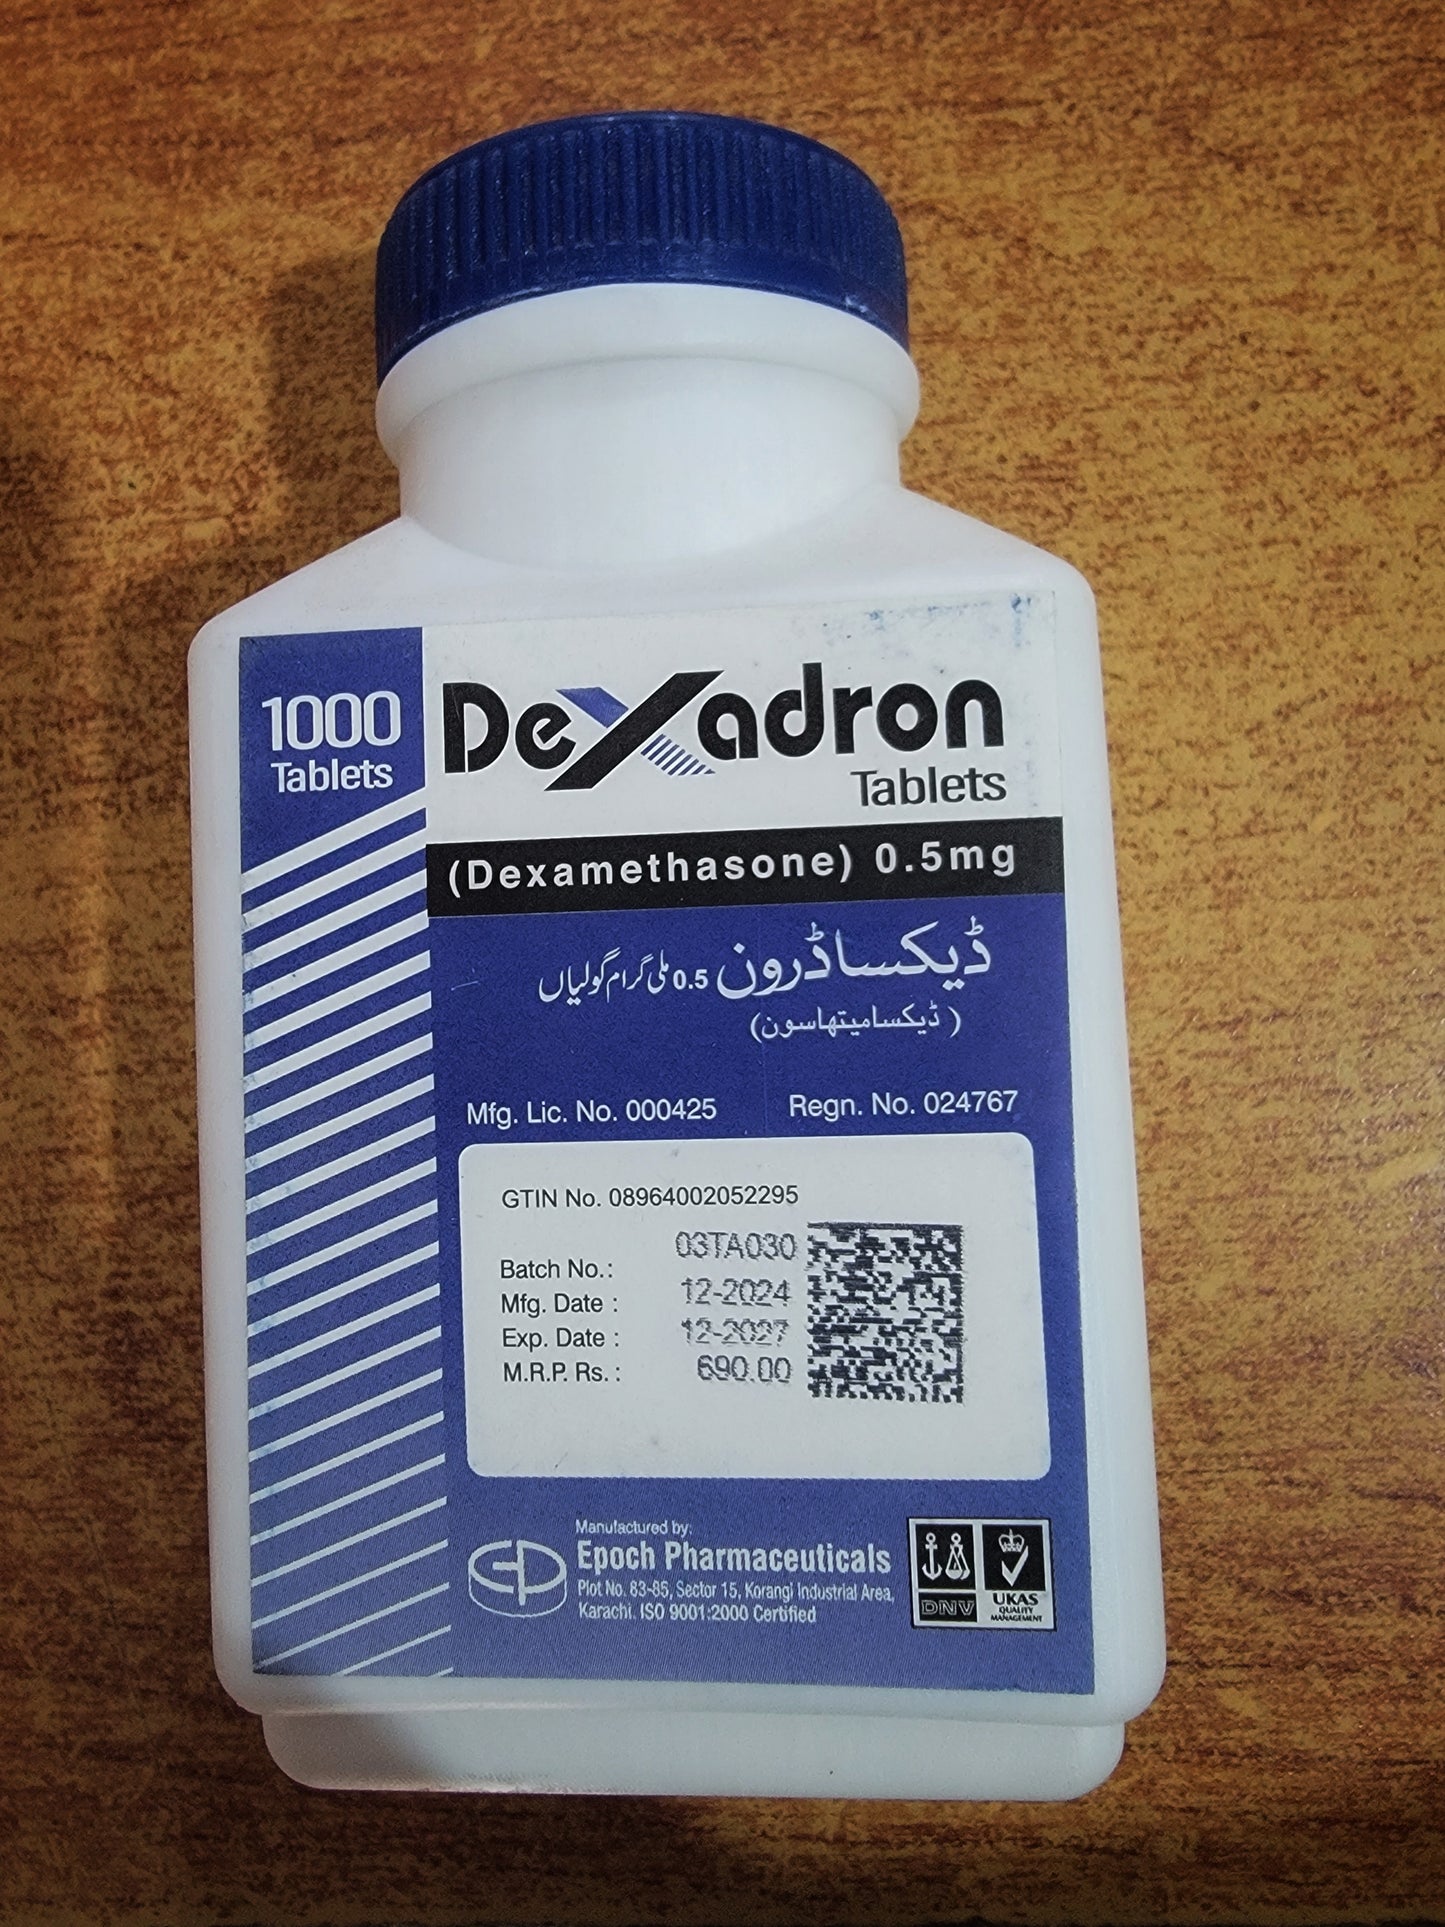 1000
Tablets
Dexadron
Tablets
(Dexamethasone) 0.5mg
ڈیکساڈرون 0.5 ملی گرام گولیاں
(ڈیکسامیتھاسون)
Mfg. Lic. No. 000425 Regn. No. 024767
GTIN No. 08964002052295
Batch No.: 03TA030
Mfg. Date : 12-2024
Exp. Date : 12-2027
M.R.P. Rs. : 690.00
Manufactured by:
Epoch Pharmaceuticals
Plot No. 83-85, Sector 15, Korangi Industrial Area,
Karachi. ISO 9001:2000 Certified
DNV
UKAS
QUALITY
MANAGEMENT